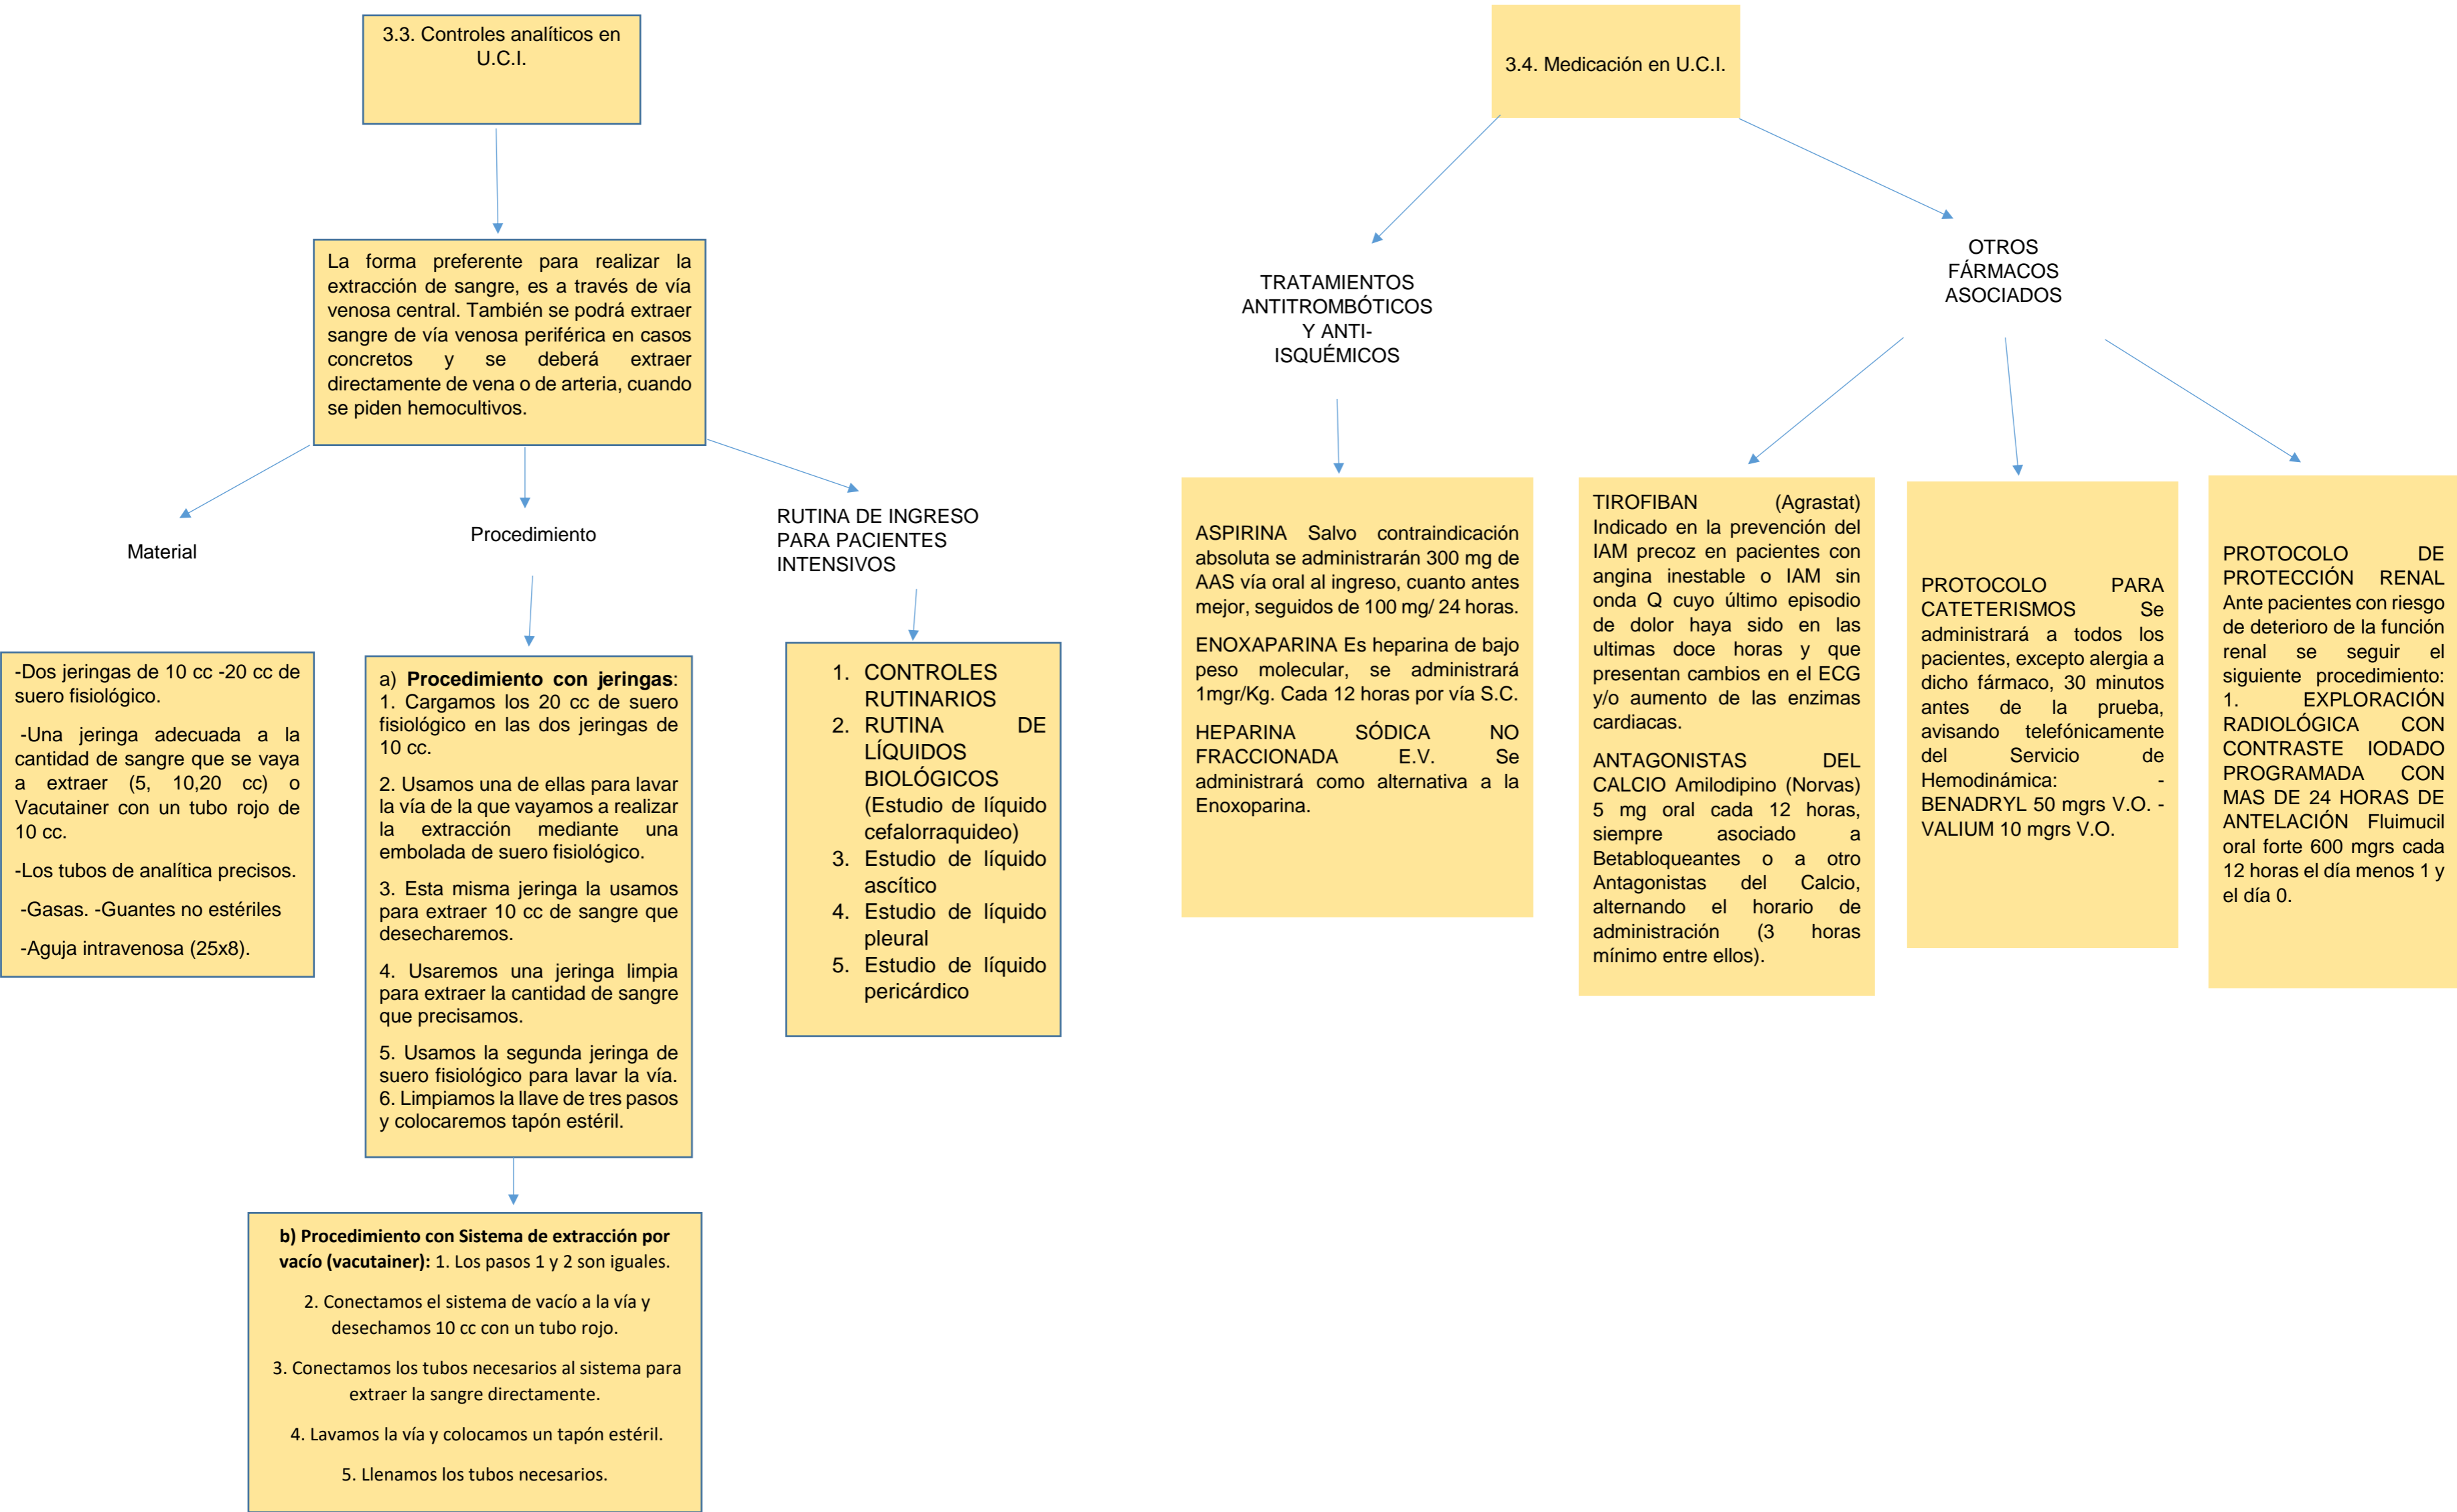 3.3. Controles analíticos en
U.C.I.
La forma preferente para realizar la
extracción de sangre, es a través de vía
venosa central. También se podrá extraer
sangre de vía venosa periférica en casos
concretos y se deberá extraer
directamente de vena o de arteria, cuando
se piden hemocultivos.
Material
Procedimiento
RUTINA DE INGRESO
PARA PACIENTES
INTENSIVOS
-Dos jeringas de 10 cc -20 cc de
suero fisiológico.
-Una jeringa adecuada a la
cantidad de sangre que se vaya
a extraer (5, 10,20 cc) o
Vacutainer con un tubo rojo de
10 cc.
-Los tubos de analítica precisos.
-Gasas. -Guantes no estériles
-Aguja intravenosa (25x8).
a) Procedimiento con jeringas:
1. Cargamos los 20 cc de suero
fisiológico en las dos jeringas de
10 cc.
2. Usamos una de ellas para lavar
la vía de la que vayamos a realizar
la extracción mediante una
embolada de suero fisiológico.
3. Esta misma jeringa la usamos
para extraer 10 cc de sangre que
desecharemos.
4. Usaremos una jeringa limpia
para extraer la cantidad de sangre
que precisamos.
5. Usamos la segunda jeringa de
suero fisiológico para lavar la vía.
6. Limpiamos la llave de tres pasos
y colocaremos tapón estéril.
1. CONTROLES
RUTINARIOS
2. RUTINA DE
LÍQUIDOS
BIOLÓGICOS
(Estudio de líquido
cefalorraquideo)
3. Estudio de líquido
ascítico
4. Estudio de líquido
pleural
5. Estudio de líquido
pericárdico
b) Procedimiento con Sistema de extracción por
vacío (vacutainer): 1. Los pasos 1 y 2 son iguales.
2. Conectamos el sistema de vacío a la vía y
desechamos 10 cc con un tubo rojo.
3. Conectamos los tubos necesarios al sistema para
extraer la sangre directamente.
4. Lavamos la vía y colocamos un tapón estéril.
5. Llenamos los tubos necesarios.
3.4. Medicación en U.C.I.
TRATAMIENTOS
ANTITROMBÓTICOS
Y ANTI-
ISQUÉMICOS
OTROS
FÁRMACOS
ASOCIADOS
ASPIRINA Salvo contraindicación
absoluta se administrarán 300 mg de
AAS vía oral al ingreso, cuanto antes
mejor, seguidos de 100 mg/ 24 horas.
ENOXAPARINA Es heparina de bajo
peso molecular, se administrará
1mgr/Kg. Cada 12 horas por vía S.C.
HEPARINA SÓDICA NO
FRACCIONADA E.V. Se
administrará como alternativa a la
Enoxoparina.
TIROFIBAN (Agrastat)
Indicado en la prevención del
IAM precoz en pacientes con
angina inestable o IAM sin
onda Q cuyo último episodio
de dolor haya sido en las
ultimas doce horas y que
presentan cambios en el ECG
y/o aumento de las enzimas
cardiacas.
ANTAGONISTAS DEL
CALCIO Amilodipino (Norvas)
5 mg oral cada 12 horas,
siempre asociado a
Betabloqueantes o a otro
Antagonistas del Calcio,
alternando el horario de
administración (3 horas
mínimo entre ellos).
PROTOCOLO PARA
CATETERISMOS Se
administrará a todos los
pacientes, excepto alergia a
dicho fármaco, 30 minutos
antes de la prueba,
avisando telefónicamente
del Servicio de
Hemodinámica: -
BENADRYL 50 mgrs V.O. -
VALIUM 10 mgrs V.O.
PROTOCOLO DE
PROTECCIÓN RENAL
Ante pacientes con riesgo
de deterioro de la función
renal se seguir el
siguiente procedimiento:
1. EXPLORACIÓN
RADIOLÓGICA CON
CONTRASTE IODADO
PROGRAMADA CON
MAS DE 24 HORAS DE
ANTELACIÓN Fluimucil
oral forte 600 mgrs cada
12 horas el día menos 1 y
el día 0.